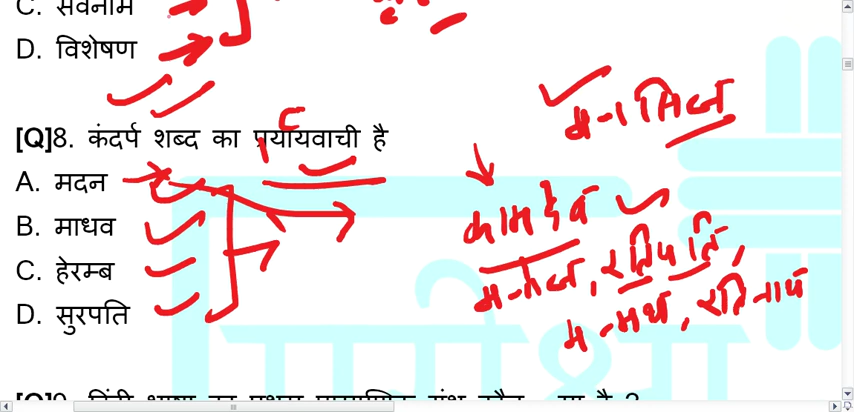 C. सर्वनाम
D. विशेषण
[Q]8. कंदर्प शब्द का प्रयायवाची है
A. मदन
B. माधव
C. हेरम्ब
D. सुरपति
मनसिज
कामदेव
मनोज, रतिपति,
मन्मथ, रतिनाथ